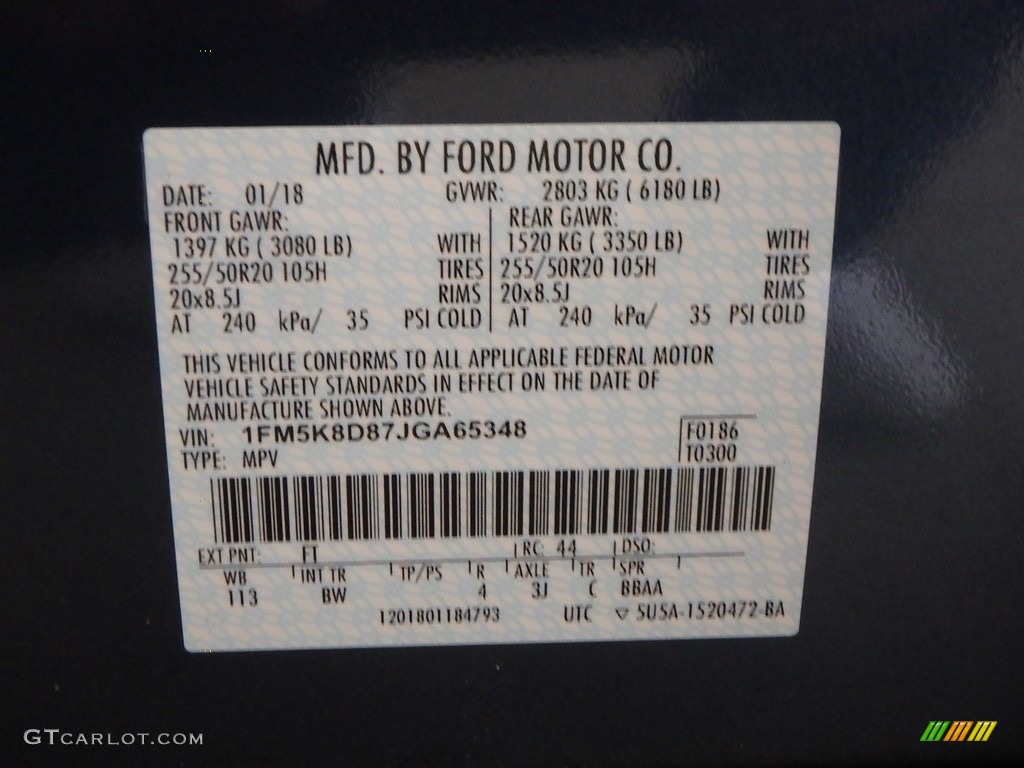 MFD. BY FORD MOTOR CO.
DATE: 01/18 GVWR: 2803 KG ( 6180 LB)
FRONT GAWR: REAR GAWR:
1397 KG ( 3080 LB) WITH 1520 KG ( 3350 LB) WITH
255/50R20 105H TIRES 255/50R20 105H TIRES
20x8.5J RIMS 20x8.5J RIMS
AT 240 kPa/ 35 PSI COLD AT 240 kPa/ 35 PSI COLD
THIS VEHICLE CONFORMS TO ALL APPLICABLE FEDERAL MOTOR
VEHICLE SAFETY STANDARDS IN EFFECT ON THE DATE OF
MANUFACTURE SHOWN ABOVE.
VIN: 1FM5K8D87JGA65348 F0186
TYPE: MPV T0300
EXT PNT: FT RC: 44 DSO:
WB INT TR TP/PS R AXLE TR SPR
113 BW 4 3J C BBAA
1201801184793 UTC ▽ 5U5A-1520472-BA
GTcarlot.com